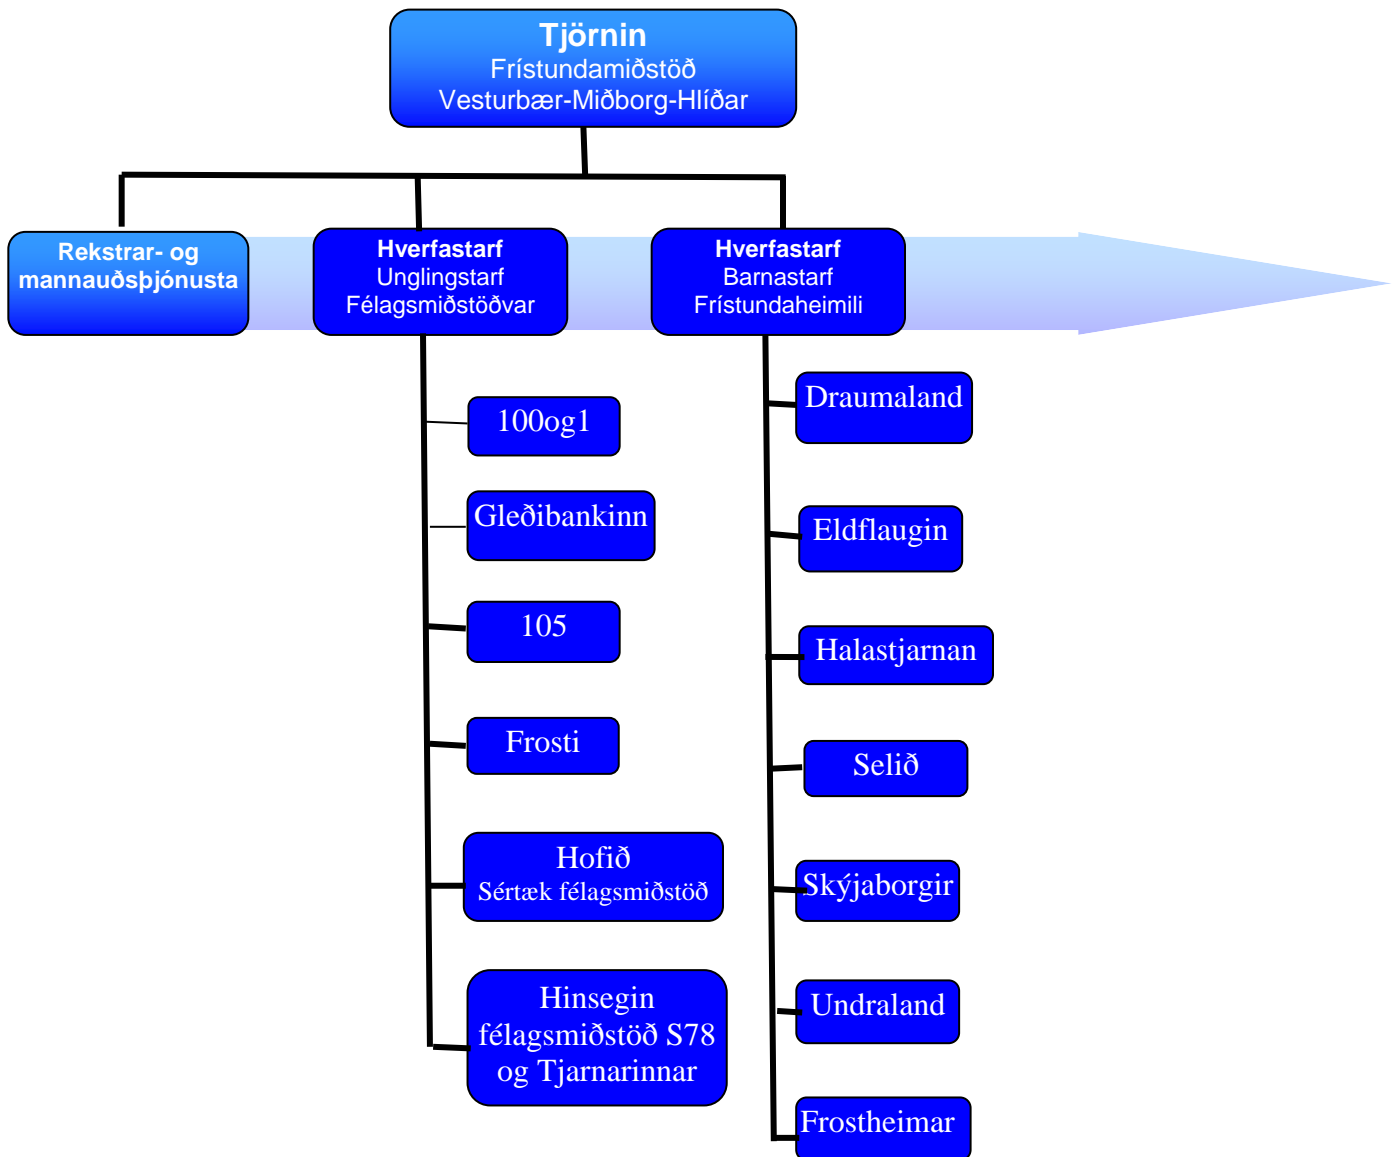 Tjörnin
Frístundamiðstöð
Vesturbær-Miðborg-Hlíðar
Rekstrar- og
mannauðsþjónusta
Hverfastarf
Unglingstarf
Félagsmiðstöðvar
Hverfastarf
Barnastarf
Frístundaheimili
100og1
Gleðibankinn
105
Frosti
Hofið
Sértæk félagsmiðstöð
Hinsegin
félagsmiðstöð S78
og Tjarnarinnar
Draumaland
Eldflaugin
Halastjarnan
Selið
Skýjaborgir
Undraland
Frostheimar